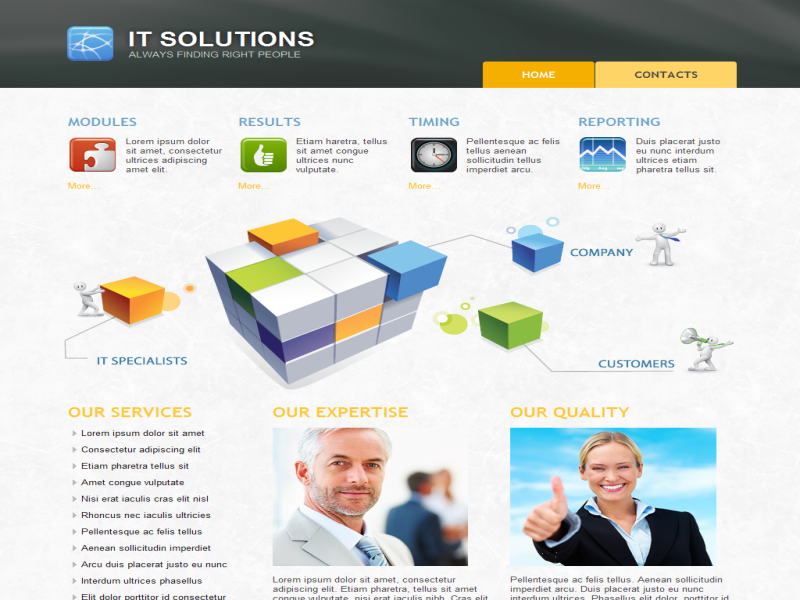 IT SOLUTIONS
ALWAYS FINDING RIGHT PEOPLE
HOME
CONTACTS
MODULES
Lorem ipsum dolor
sit amet, consectetur
ultrices adipiscing
amet elit.
More...
RESULTS
Etiam haretra, tellus
sit amet congue
ultrices nunc
vulputate.
More...
TIMING
Pellentesque ac felis
tellus aenean
sollicitudin tellus
imperdiet arcu.
More...
REPORTING
Duis placerat justo
eu nunc interdum
ultrices etiam
pharetra tellus sit.
More...
COMPANY
IT SPECIALISTS
CUSTOMERS
OUR SERVICES
Lorem ipsum dolor sit amet
Consectetur adipiscing elit
Etiam pharetra tellus sit
Amet congue vulputate
Nisi erat iaculis cras elit nisl
Rhoncus nec iaculis ultricies
Pellentesque ac felis tellus
Aenean sollicitudin imperdiet
Arcu duis placerat justo eu nunc
Interdum ultrices phasellus
Elit dolor porttitor id consectetur
OUR EXPERTISE
Lorem ipsum dolor sit amet, consectetur
adipiscing elit. Etiam pharetra, tellus sit
congue vulputate, nisi erat iaculis nibh. Cras elit
OUR QUALITY
Pellentesque ac felis tellus. Aenean sollicitudin
imperdiet arcu. Duis placerat justo eu nunc interdum
ultrices. Phasellus elit dolor, porttitor id